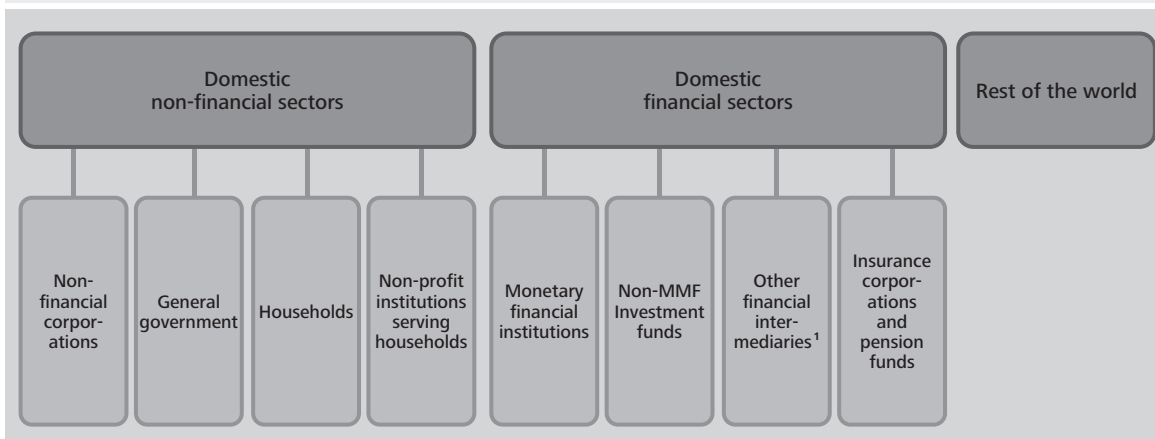 Domestic
non-financial sectors
Domestic
financial sectors
Rest of the world
Non-
financial
corpor-
ations
General
government
Households
Non-profit
institutions
serving
households
Monetary
financial
institutions
Non-MMF
Investment
funds
Other
financial
inter-
mediaries¹
Insurance
corpor-
ations
and
pension
funds